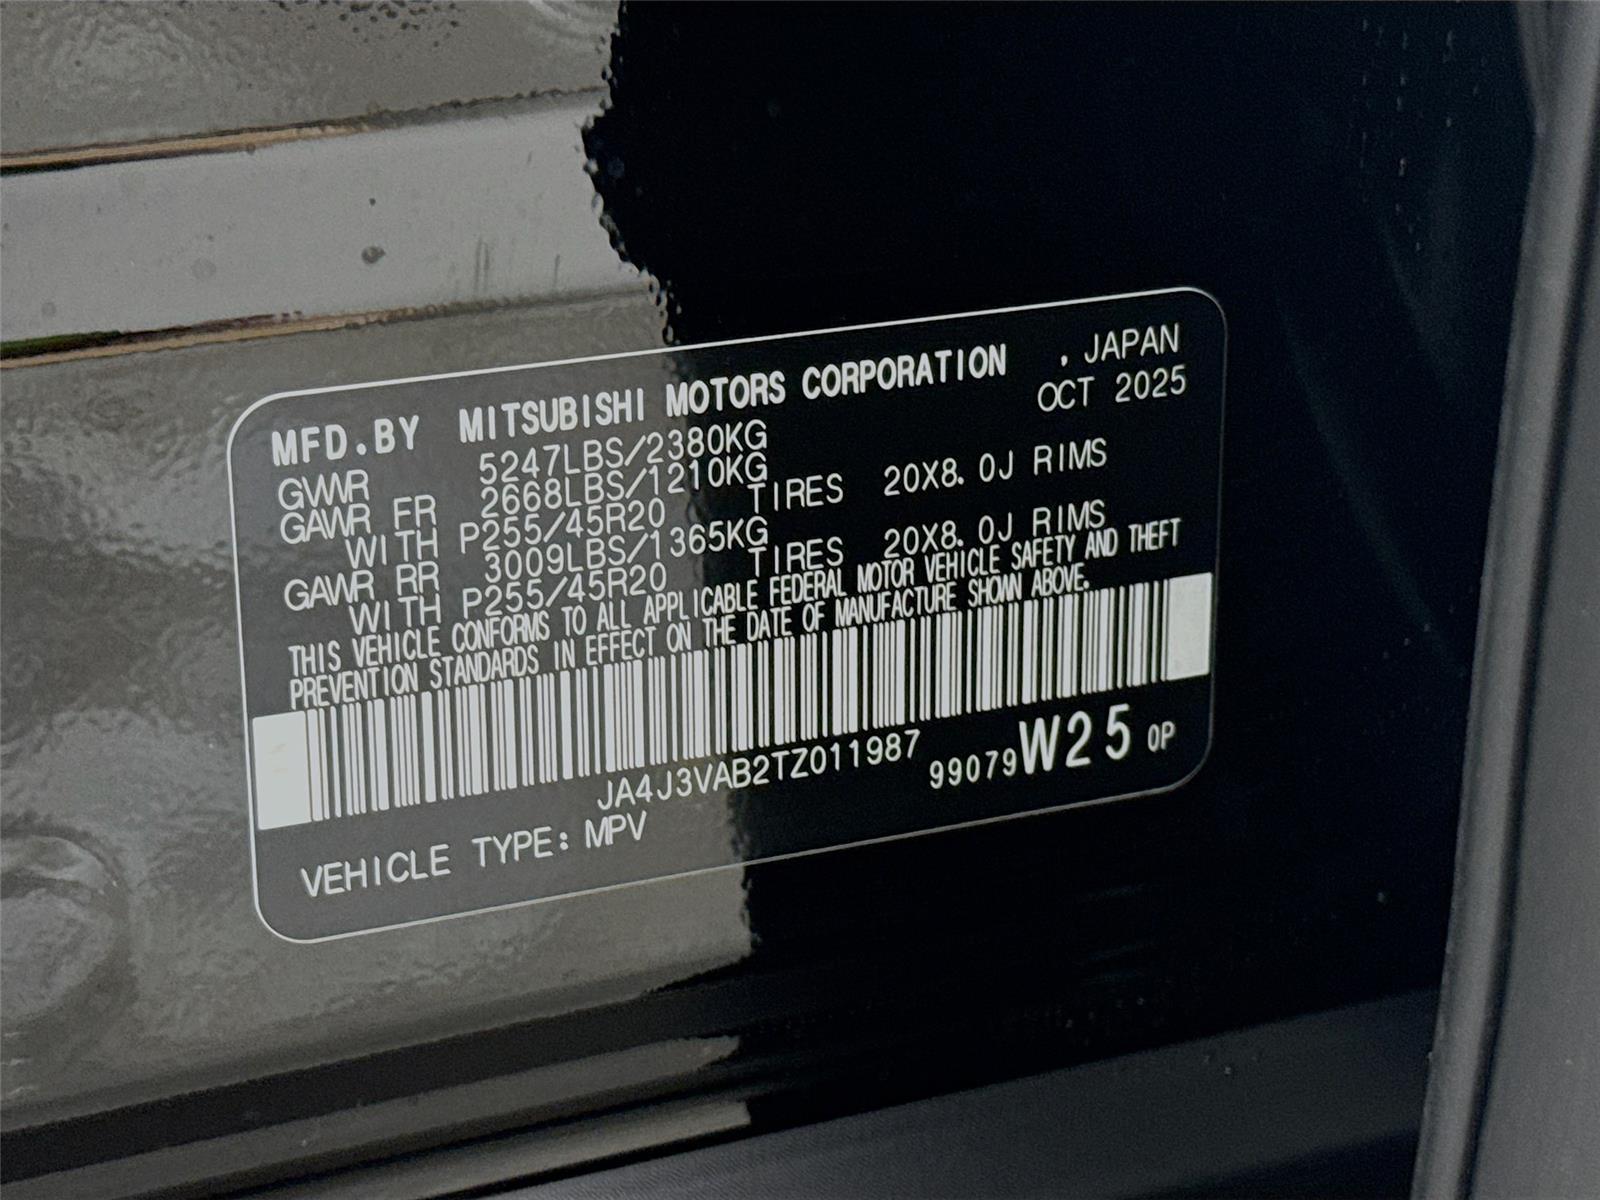 MFD.BY MITSUBISHI MOTORS CORPORATION , JAPAN
OCT 2025
GVWR 5247LBS/2380KG
GAWR FR 2668LBS/1210KG
WITH P255/45R20 TIRES 20X8.0J RIMS
GAWR RR 3009LBS/1365KG
WITH P255/45R20 TIRES 20X8.0J RIMS
THIS VEHICLE CONFORMS TO ALL APPLICABLE FEDERAL MOTOR VEHICLE SAFETY AND THEFT
PREVENTION STANDARDS IN EFFECT ON THE DATE OF MANUFACTURE SHOWN ABOVE.
JA4J3VAB2TZ011987
99079W25 0P
VEHICLE TYPE: MPV